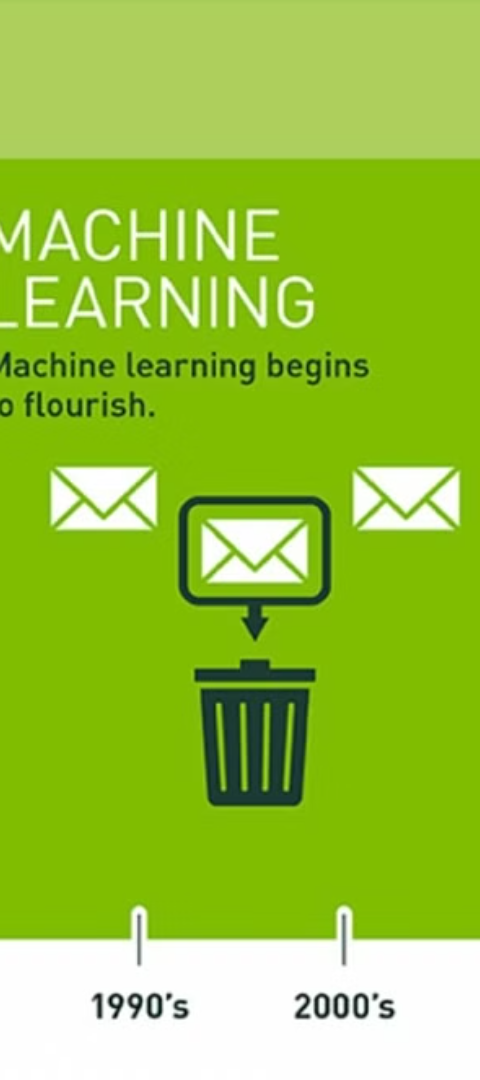 MACHINE
LEARNING
Machine learning begins
o flourish.
1990's
2000's